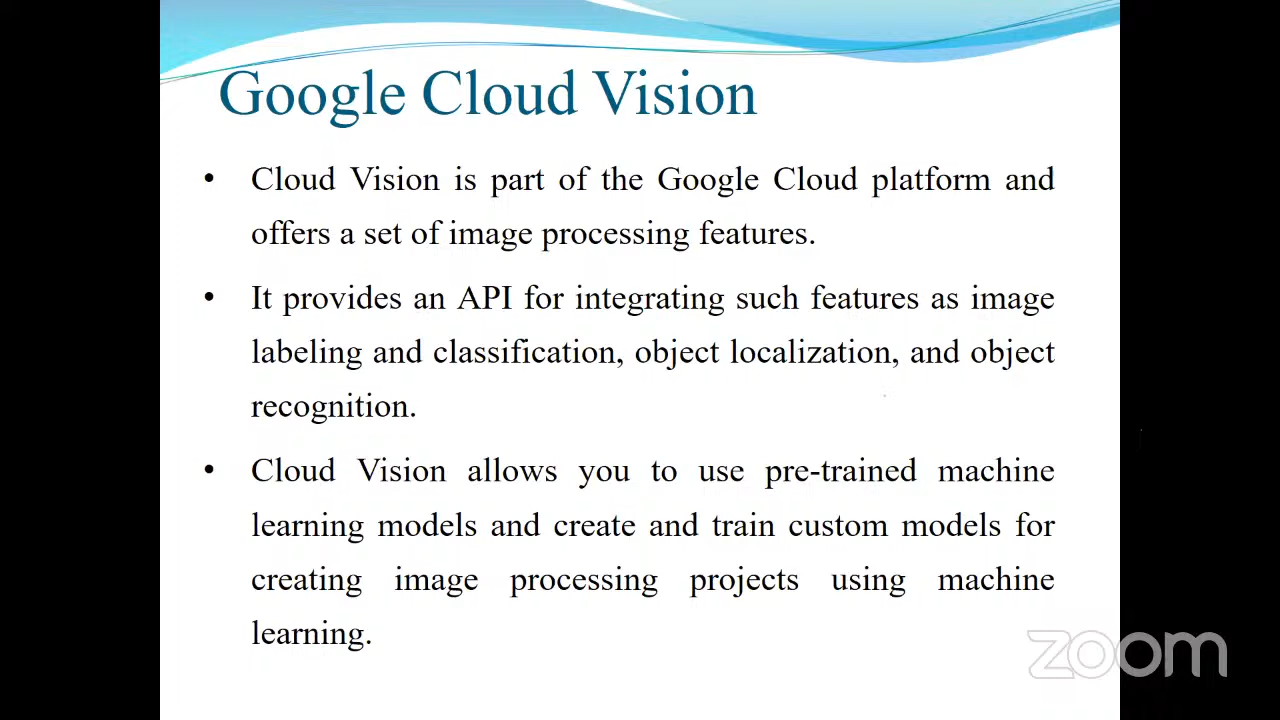 Google Cloud Vision
• Cloud Vision is part of the Google Cloud platform and
offers a set of image processing features.
• It provides an API for integrating such features as image
labeling and classification, object localization, and object
recognition.
• Cloud Vision allows you to use pre-trained machine
learning models and create and train custom models for
creating image processing projects using machine
learning.
zoom